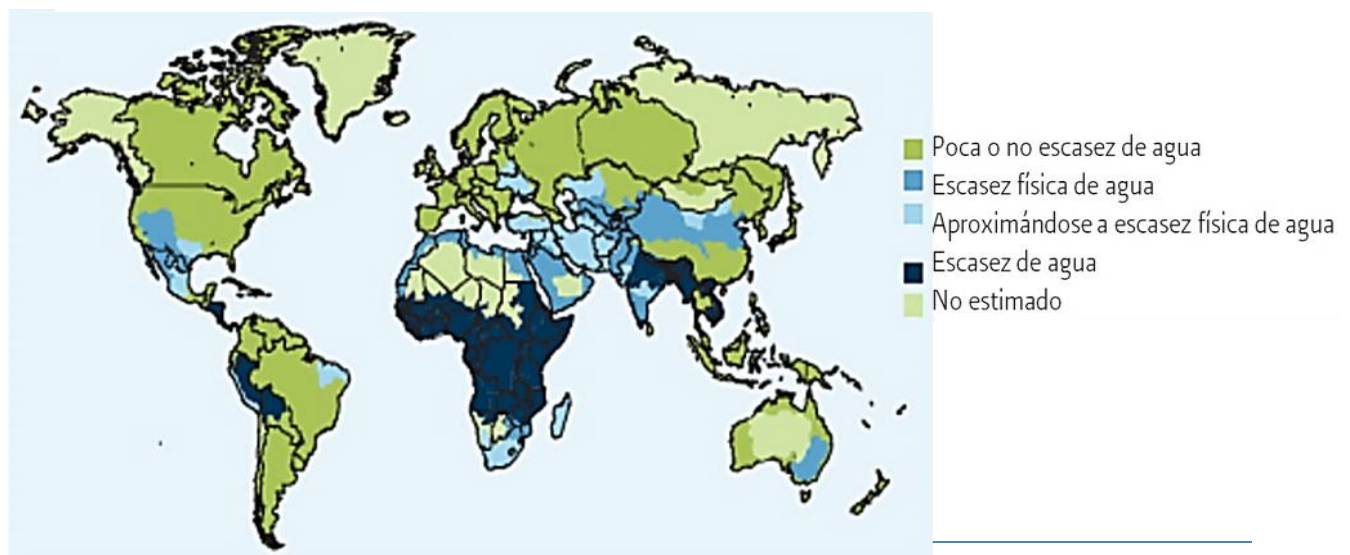 Poca o no escasez de agua
Escasez física de agua
Aproximándose a escasez física de agua
Escasez de agua
No estimado